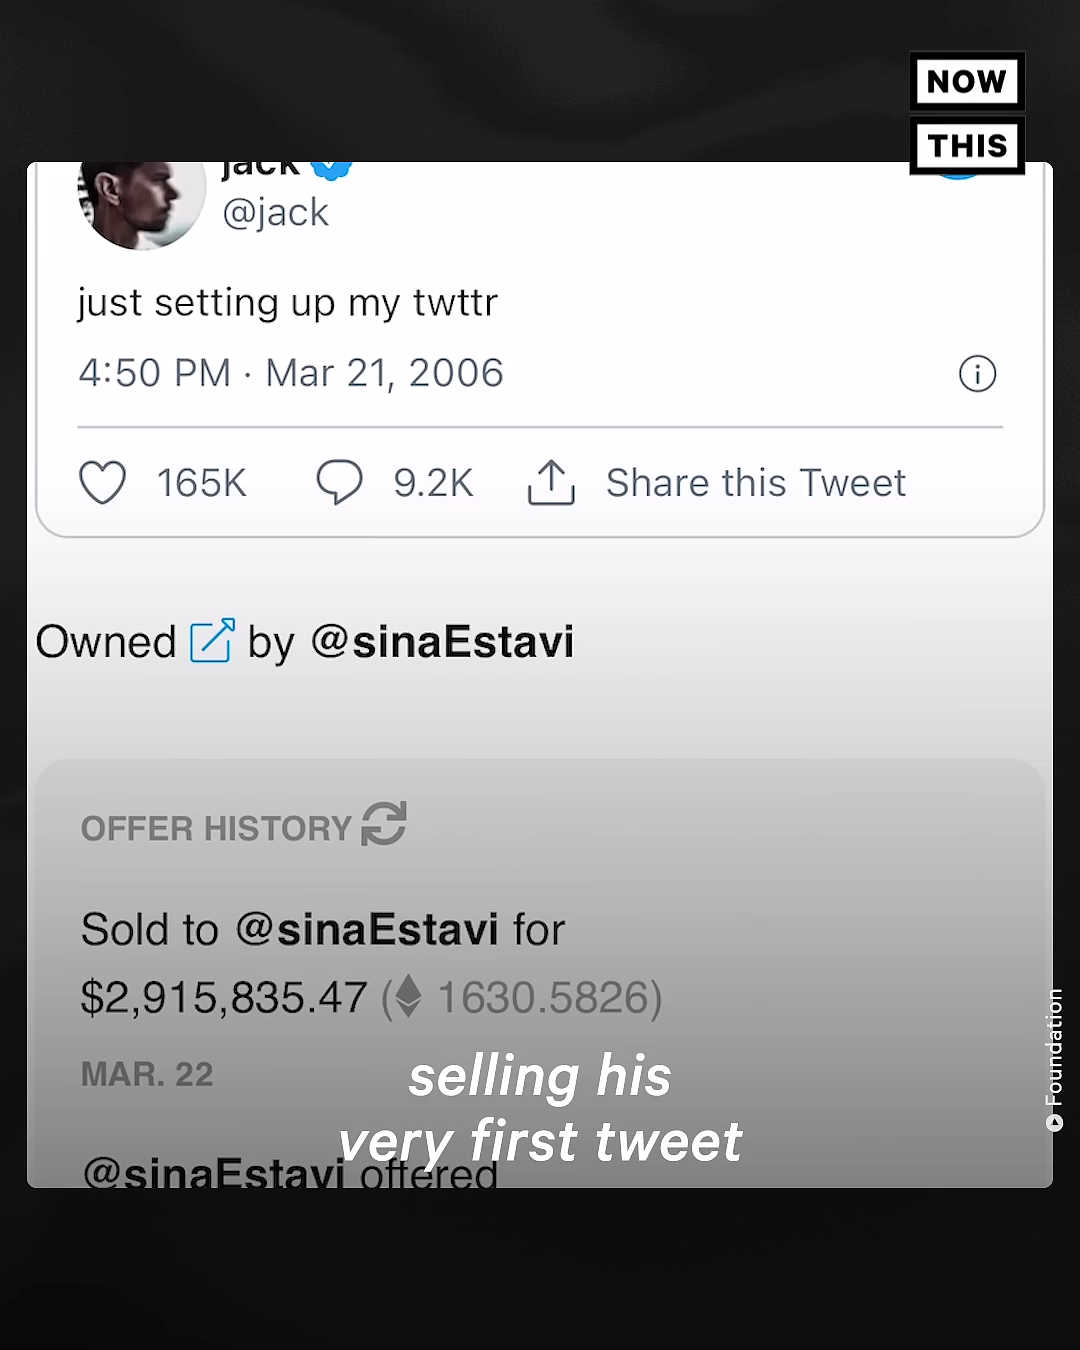 NOW
THIS
jack
@jack
just setting up my twttr
4:50 PM · Mar 21, 2006
165K 9.2K Share this Tweet
Owned by @sinaEstavi
OFFER HISTORY
Sold to @sinaEstavi for
$2,915,835.47 (1630.5826)
MAR. 22
selling his
very first tweet
@sinaEstavi offered
Foundation